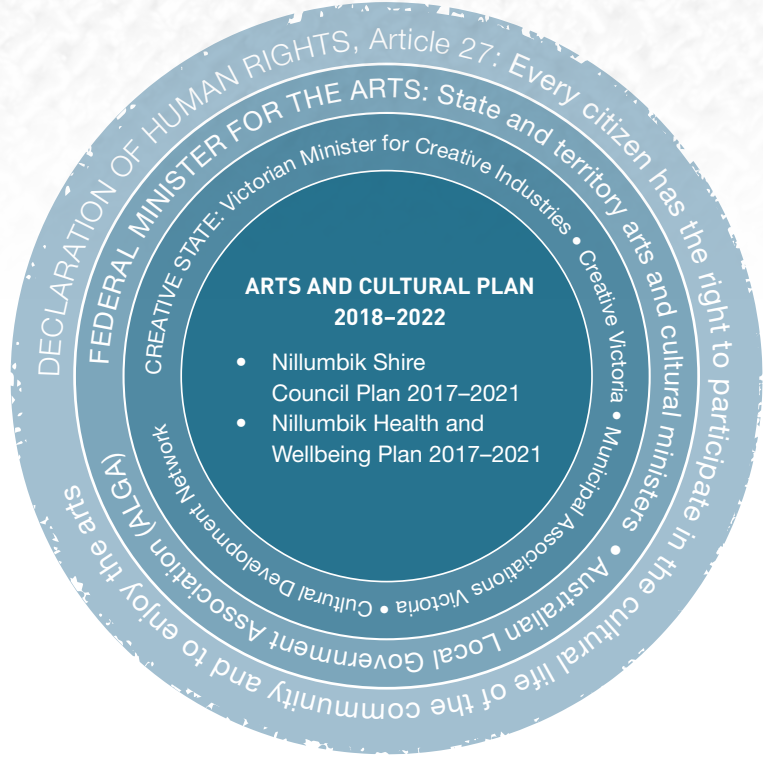 DECLARATION OF HUMAN RIGHTS, Article 27: Every citizen has the right to participate in the cultural life of the community and to enjoy the arts
FEDERAL MINISTER FOR THE ARTS: State and territory arts and cultural ministers • Australian Local Government Association (ALGA)
CREATIVE STATE: Victorian Minister for Creative Industries • Creative Victoria • Municipal Associations Victoria • Cultural Development Network
ARTS AND CULTURAL PLAN
2018–2022
• Nillumbik Shire
Council Plan 2017–2021
• Nillumbik Health and
Wellbeing Plan 2017–2021